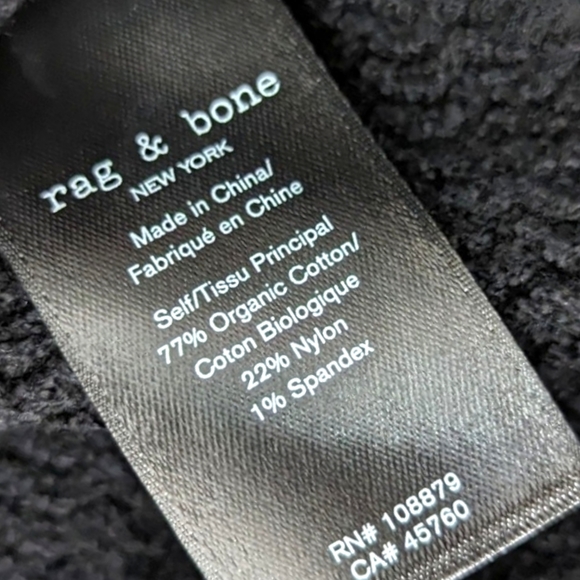 rag & bone
NEW YORK
Made in China/
Fabriqué en Chine
Self/Tissu Principal
77% Organic Cotton/
Coton Biologique
22% Nylon
1% Spandex
RN# 108879
CA# 45760